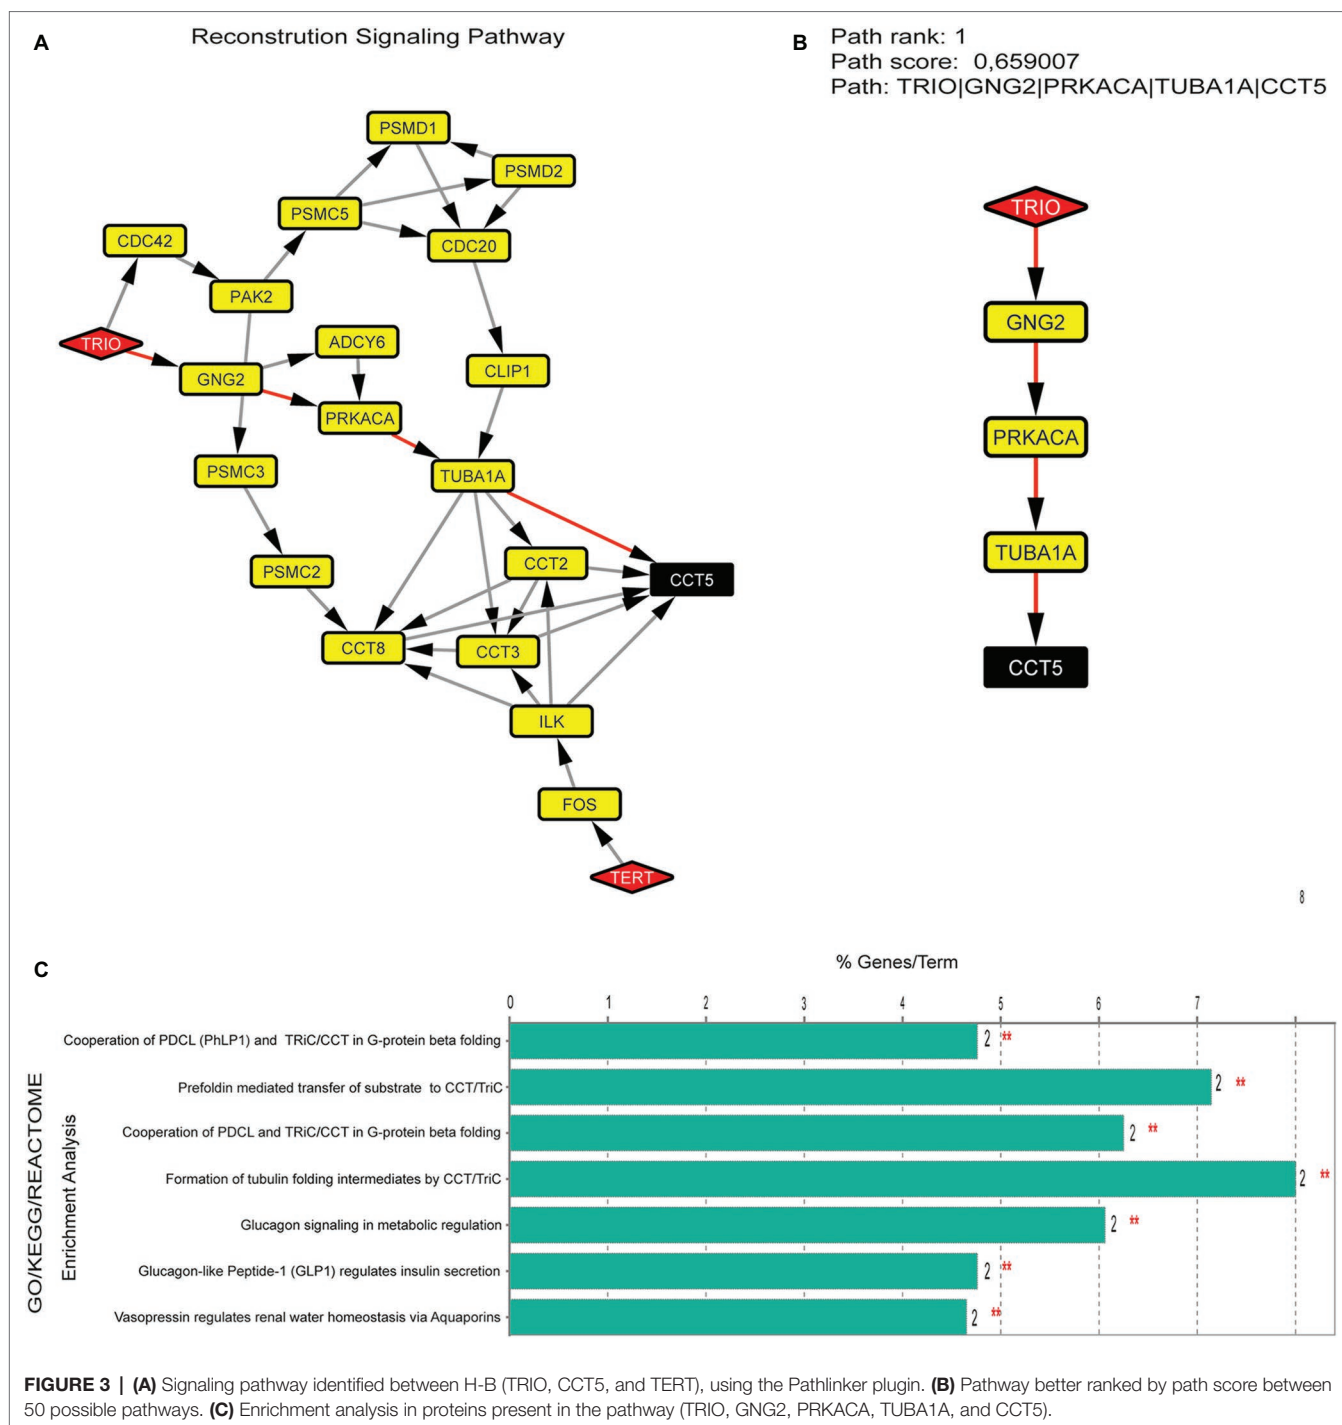 A
Reconstrution Signaling Pathway
B
Path rank: 1
Path score: 0,659007
Path: TRIO|GNG2|PRKACA|TUBA1A|CCT5
PSMD1
PSMD2
PSMC5
CDC20
CDC42
PAK2
TRIO
ADCY6
GNG2
CLIP1
PRKACA
PSMC3
TUBA1A
PSMC2
CCT2
CCT5
CCT8
CCT3
ILK
FOS
TERT
TRIO
GNG2
PRKACA
TUBA1A
CCT5
8
C
% Genes/Term
0 1 2 3 4 5 6 7
GO/KEGG/REACTOME
Enrichment Analysis
Cooperation of PDCL (PhLP1) and TRiC/CCT in G-protein beta folding 2 **
Prefoldin mediated transfer of substrate to CCT/TriC 2 **
Cooperation of PDCL and TRiC/CCT in G-protein beta folding 2 **
Formation of tubulin folding intermediates by CCT/TriC 2 **
Glucagon signaling in metabolic regulation 2 **
Glucagon-like Peptide-1 (GLP1) regulates insulin secretion 2 **
Vasopressin regulates renal water homeostasis via Aquaporins 2 **
FIGURE 3 | (A) Signaling pathway identified between H-B (TRIO, CCT5, and TERT), using the Pathlinker plugin. (B) Pathway better ranked by path score between
50 possible pathways. (C) Enrichment analysis in proteins present in the pathway (TRIO, GNG2, PRKACA, TUBA1A, and CCT5).